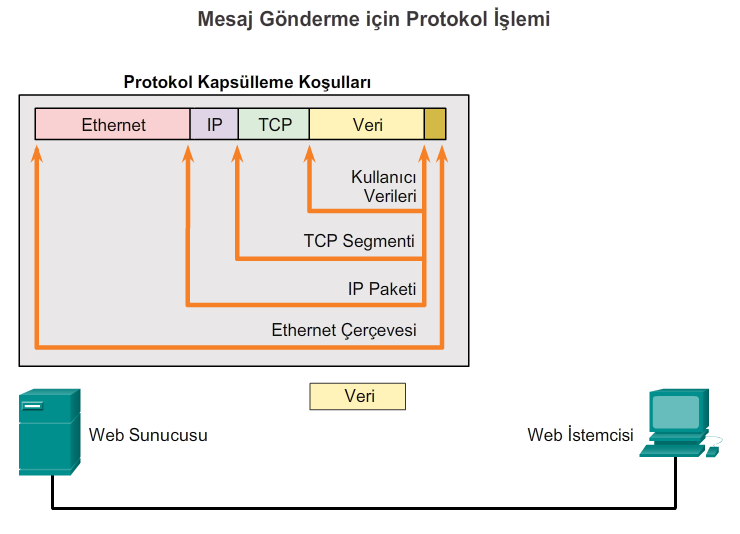 Mesaj Gönderme için Protokol İşlemi
Protokol Kapsülleme Koşulları
Ethernet IP TCP Veri
Kullanıcı
Verileri
TCP Segmenti
IP Paketi
Ethernet Çerçevesi
Veri
Web Sunucusu
Web İstemcisi